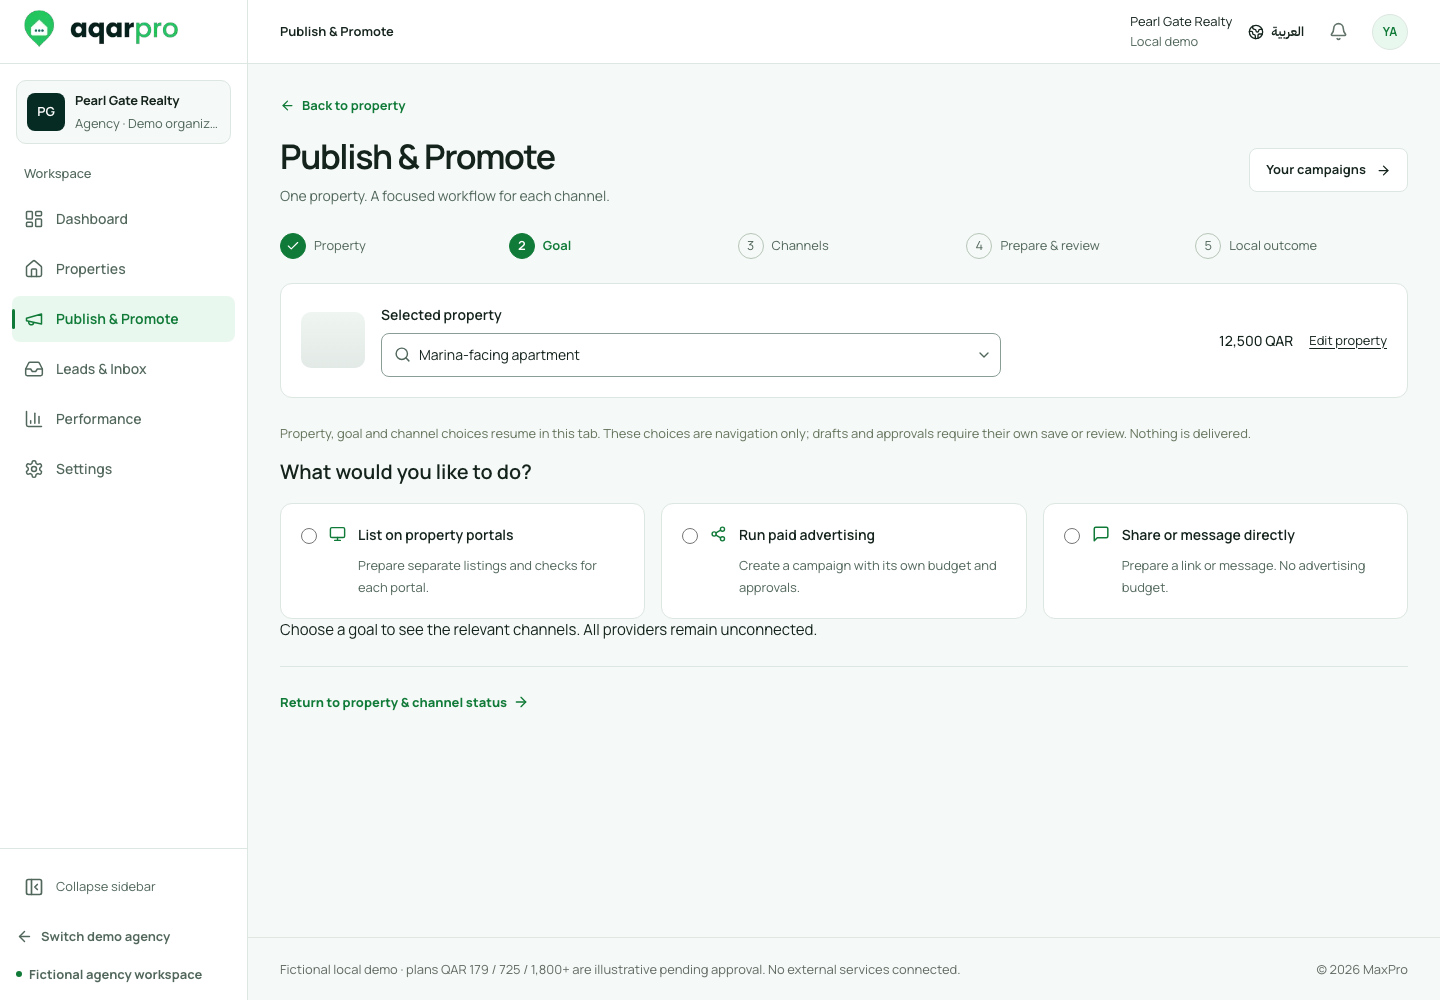 aqarpro
Publish & Promote
Pearl Gate Realty
Local demo
العربية
YA
PG
Pearl Gate Realty
Agency · Demo organiz...
Workspace
Dashboard
Properties
Publish & Promote
Leads & Inbox
Performance
Settings
Collapse sidebar
Switch demo agency
Fictional agency workspace
Back to property
Publish & Promote
One property. A focused workflow for each channel.
Your campaigns
Property
2 Goal
3 Channels
4 Prepare & review
5 Local outcome
Selected property
Marina-facing apartment
12,500 QAR
Edit property
Property, goal and channel choices resume in this tab. These choices are navigation only; drafts and approvals require their own save or review. Nothing is delivered.
What would you like to do?
List on property portals
Prepare separate listings and checks for
each portal.
Run paid advertising
Create a campaign with its own budget and
approvals.
Share or message directly
Prepare a link or message. No advertising
budget.
Choose a goal to see the relevant channels. All providers remain unconnected.
Return to property & channel status
Fictional local demo · plans QAR 179 / 725 / 1,800+ are illustrative pending approval. No external services connected.
© 2026 MaxPro